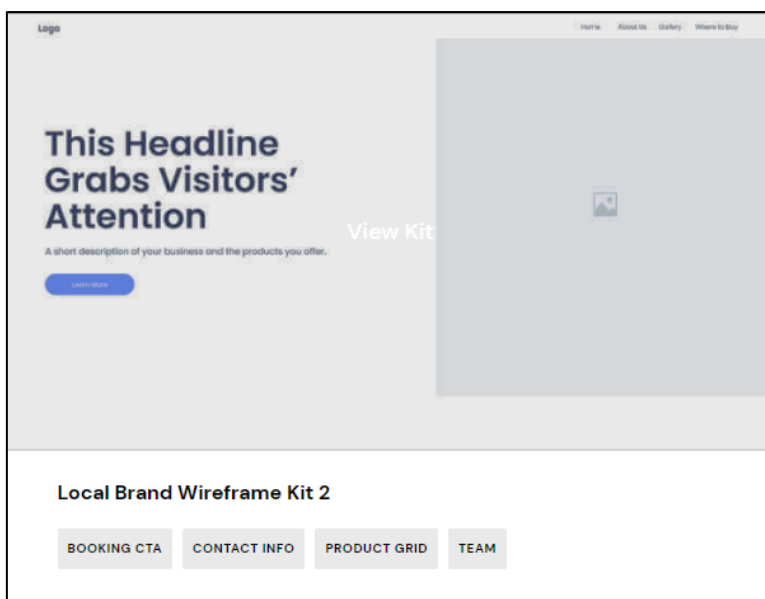 Logo
Home About Us Gallery Where to Buy
This Headline
Grabs Visitors’
Attention
View Kit
A short description of your business and the products you offer.
Learn More
Local Brand Wireframe Kit 2
BOOKING CTA CONTACT INFO PRODUCT GRID TEAM